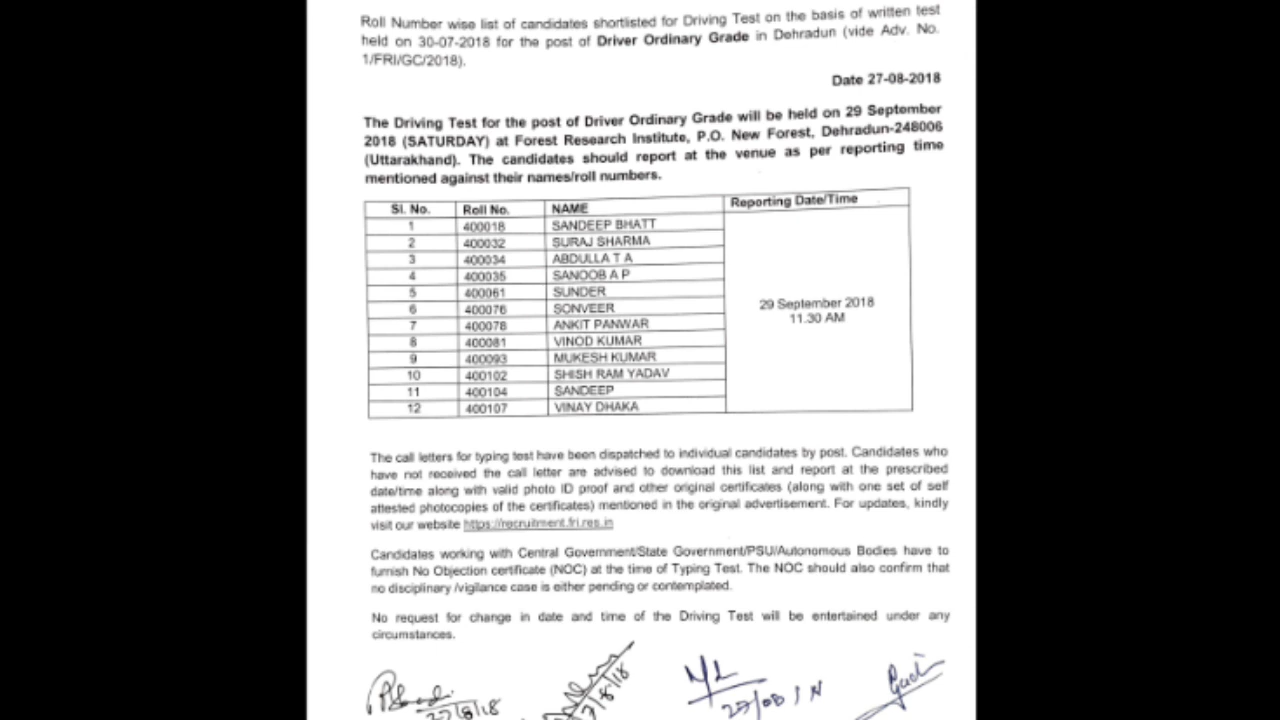 Roll Number wise list of candidates shortlisted for Driving Test on the basis of written test
held on 30-07-2018 for the post of Driver Ordinary Grade in Dehradun (vide Adv. No.
1/FRI/GC/2018).
Date 27-08-2018
The Driving Test for the post of Driver Ordinary Grade will be held on 29 September
2018 (SATURDAY) at Forest Research Institute, P.O. New Forest, Dehradun-248006
(Uttarakhand). The candidates should report at the venue as per reporting time
mentioned against their names/roll numbers.
Sl. No. Roll No. NAME Reporting Date/Time
1 400018 SANDEEP BHATT
2 400032 SURAJ SHARMA
3 400034 ABDULLA T A
4 400035 SANOOB A P
5 400061 SUNDER
6 400076 SONVEER
7 400078 ANKIT PANWAR
8 400081 VINOD KUMAR
9 400093 MUKESH KUMAR
10 400102 SHISH RAM YADAV
11 400104 SANDEEP
12 400107 VINAY DHAKA
29 September 2018
11.30 AM
The call letters for typing test have been dispatched to individual candidates by post. Candidates who
have not received the call letter are advised to download this list and report at the prescribed
date/time along with valid photo ID proof and other original certificates (along with one set of self
attested photocopies of the certificates) mentioned in the original advertisement. For updates, kindly
visit our website https://recruitment.fri.res.in
Candidates working with Central Government/State Government/PSU/Autonomous Bodies have to
furnish No Objection certificate (NOC) at the time of Typing Test. The NOC should also confirm that
no disciplinary /vigilance case is either pending or contemplated.
No request for change in date and time of the Driving Test will be entertained under any
circumstances.
27/8/18